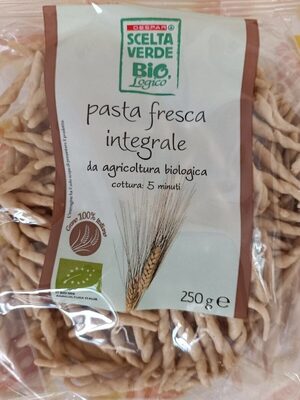 DESPAR
SCELTA
VERDE
BIO,
Logico
pasta fresca
integrale
da agricoltura biologica
cottura: 5 minuti
Grano 100% italiano
250 g e